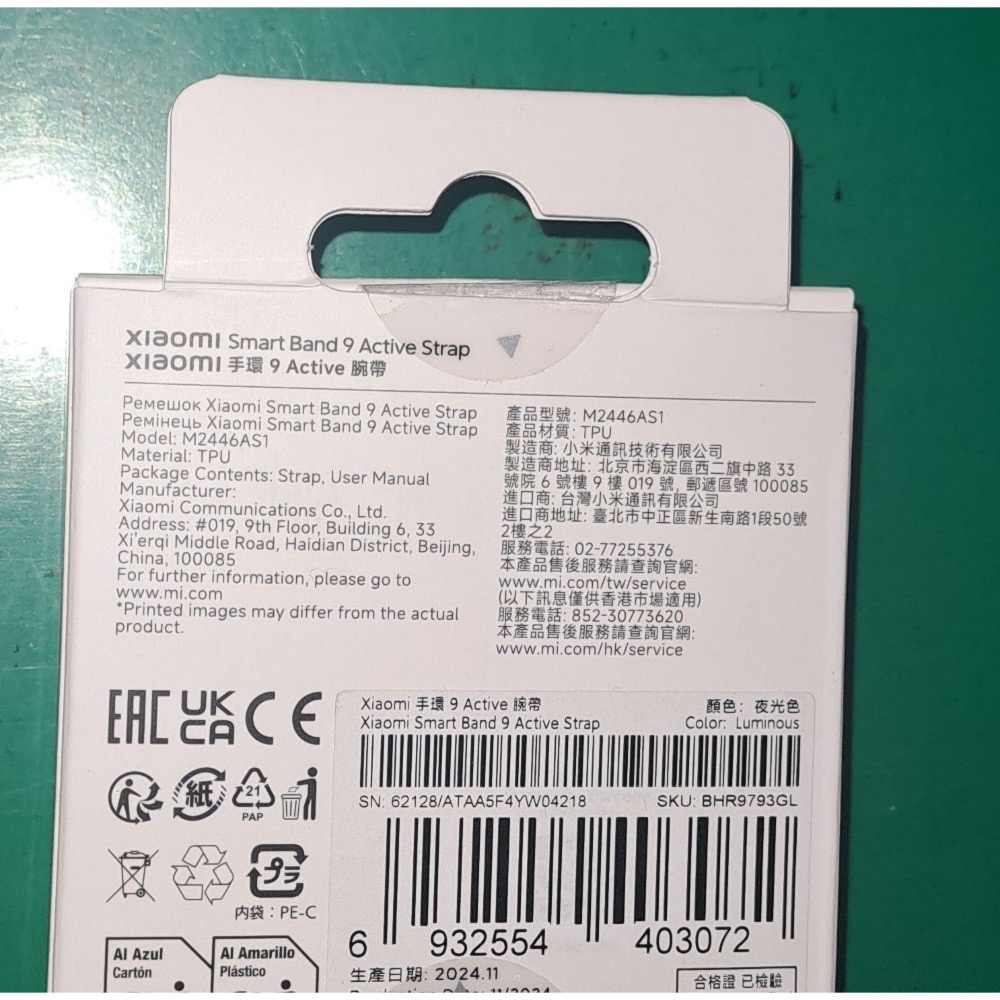 xiaomi Smart Band 9 Active Strap
xiaomi 手環 9 Active 腕帶
Ремешок Xiaomi Smart Band 9 Active Strap
Ремінець Xiaomi Smart Band 9 Active Strap
Model: M2446AS1
Material: TPU
Package Contents: Strap, User Manual
Manufacturer:
Xiaomi Communications Co., Ltd.
Address: #019, 9th Floor, Building 6, 33
Xi'erqi Middle Road, Haidian District, Beijing,
China, 100085
For further information, please go to
www.mi.com
*Printed images may differ from the actual
product.
產品型號: M2446AS1
產品材質: TPU
製造商: 小米通訊技術有限公司
製造商地址: 北京市海淀區西二旗中路 33
號院 6 號樓 9 樓 019 號, 郵遞區號 100085
進口商: 台灣小米通訊有限公司
進口商地址: 臺北市中正區新生南路1段50號
2樓之2
服務電話: 02-77255376
本產品售後服務請查詢官網:
www.mi.com/tw/service
(以下訊息僅供香港市場適用)
服務電話: 852-30773620
本產品售後服務請查詢官網:
www.mi.com/hk/service
EAC UK CA CE
紙
21
PAP
プラ
内袋：PE-C
Al Azul
Cartón
Al Amarillo
Plástico
Xiaomi 手環 9 Active 腕帶
顏色：夜光色
Xiaomi Smart Band 9 Active Strap
Color: Luminous
SN: 62128/ATAA5F4YW04218
SKU: BHR9793GL
6 932554 403072
生產日期: 2024.11
Production Date: 11/2024
合格證 已檢驗